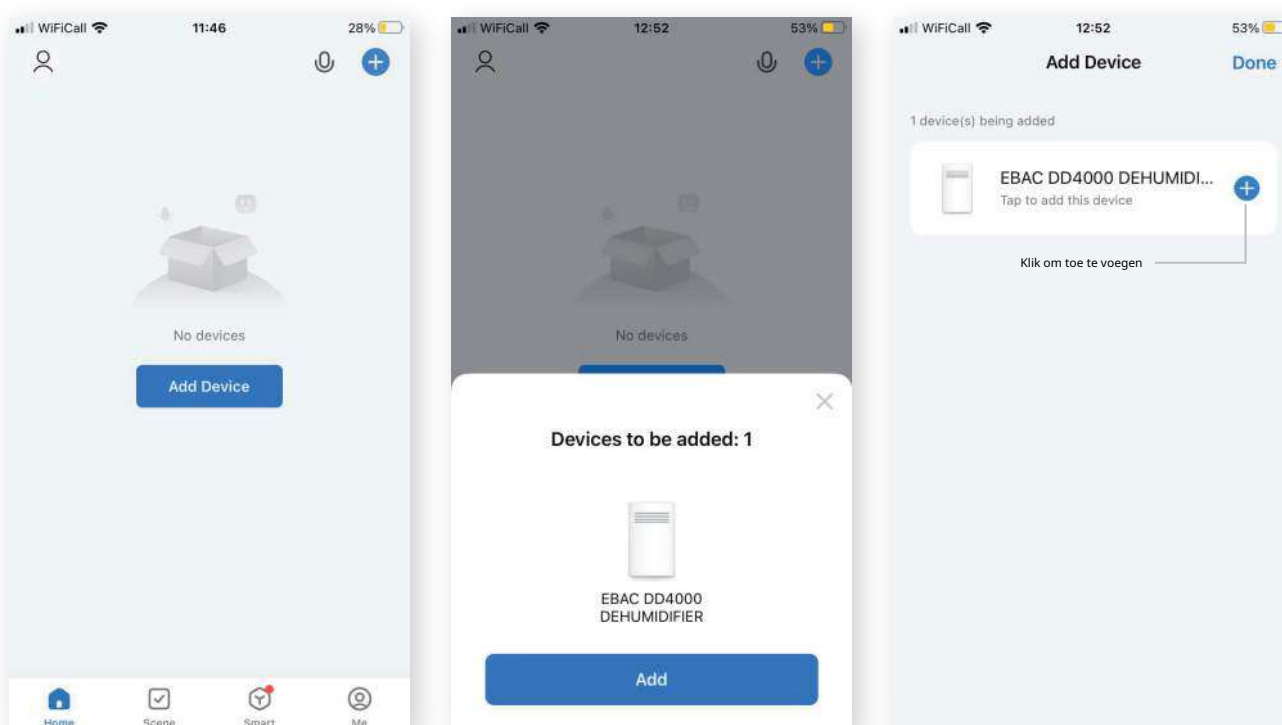 WiFiCall 11:46 28%
No devices
Add Device
Home Scene Smart Me
WiFiCall 12:52 53%
No devices
Devices to be added: 1
EBAC DD4000
DEHUMIDIFIER
Add
WiFiCall 12:52 53%
Add Device Done
1 device(s) being added
EBAC DD4000 DEHUMIDI...
Tap to add this device
Klik om toe te voegen